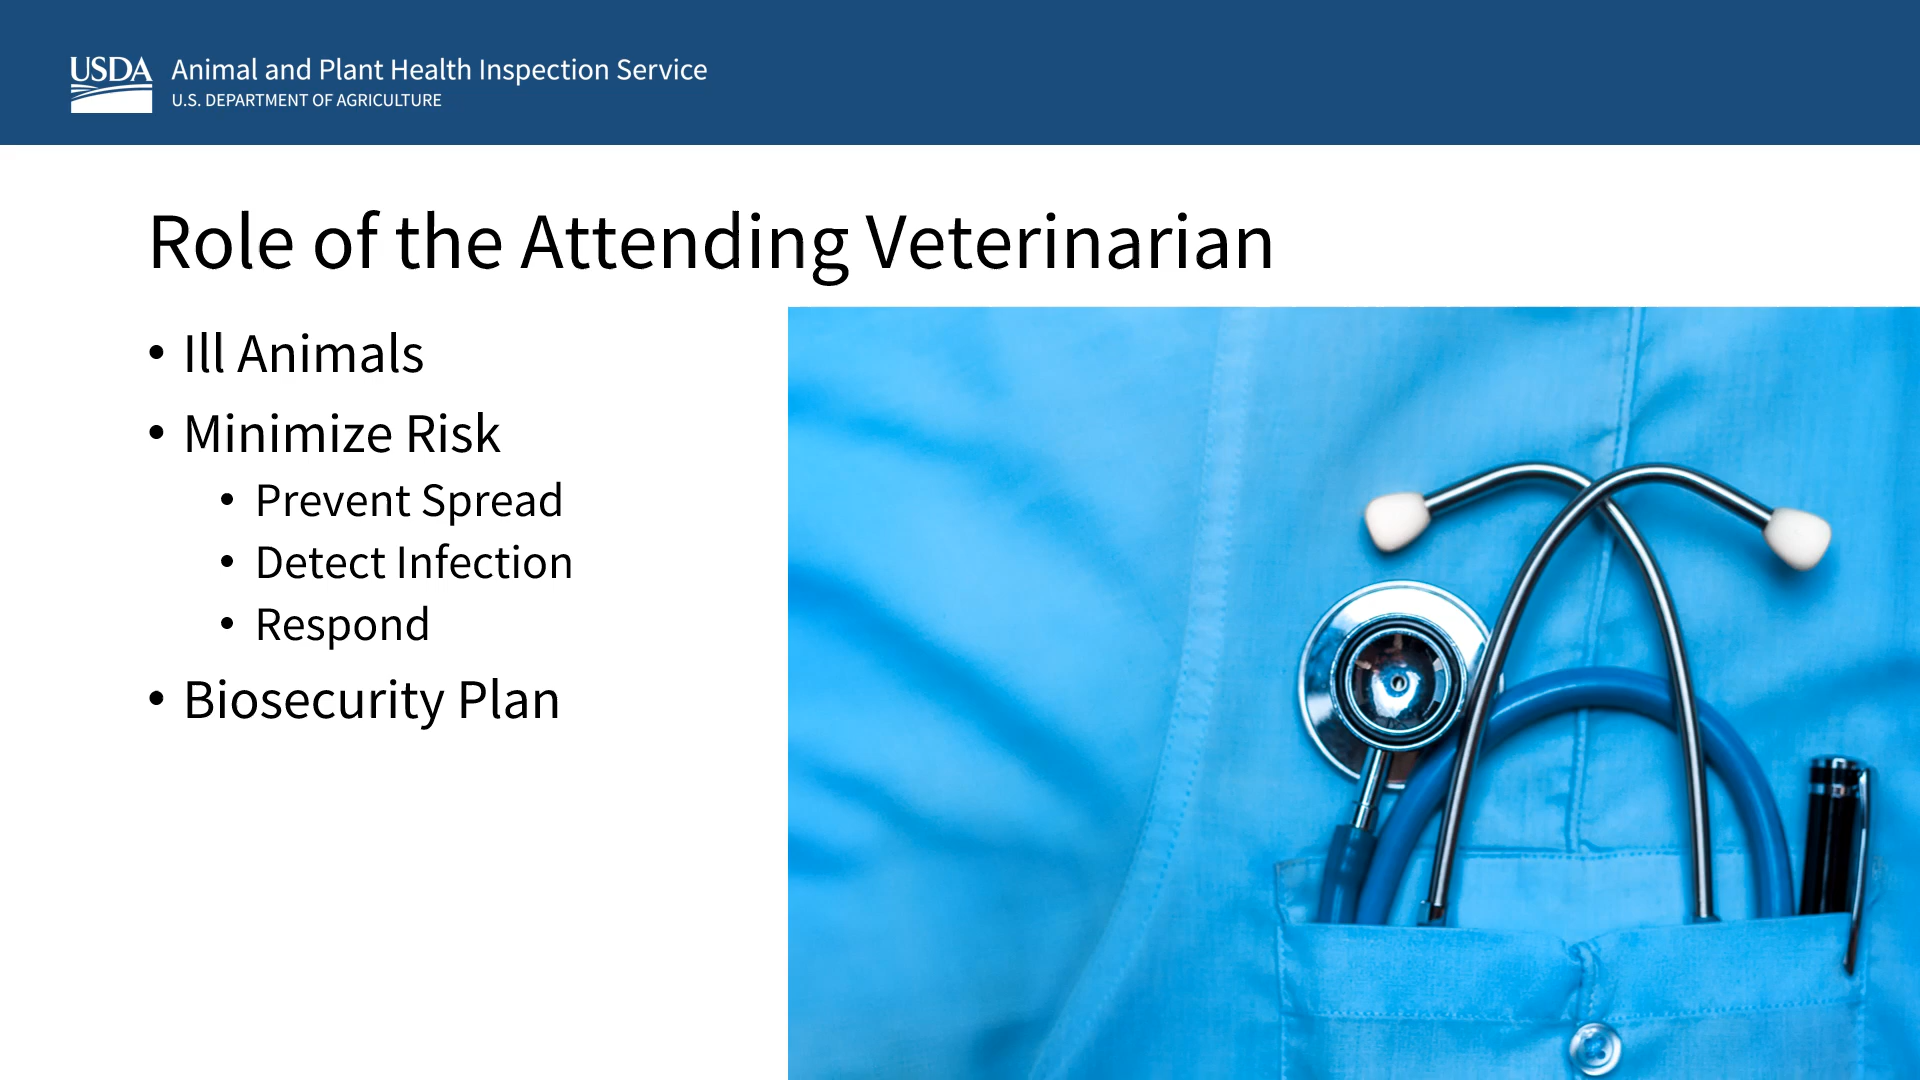 USDA
Animal and Plant Health Inspection Service
U.S. DEPARTMENT OF AGRICULTURE
Role of the Attending Veterinarian
• Ill Animals
• Minimize Risk
• Prevent Spread
• Detect Infection
• Respond
• Biosecurity Plan